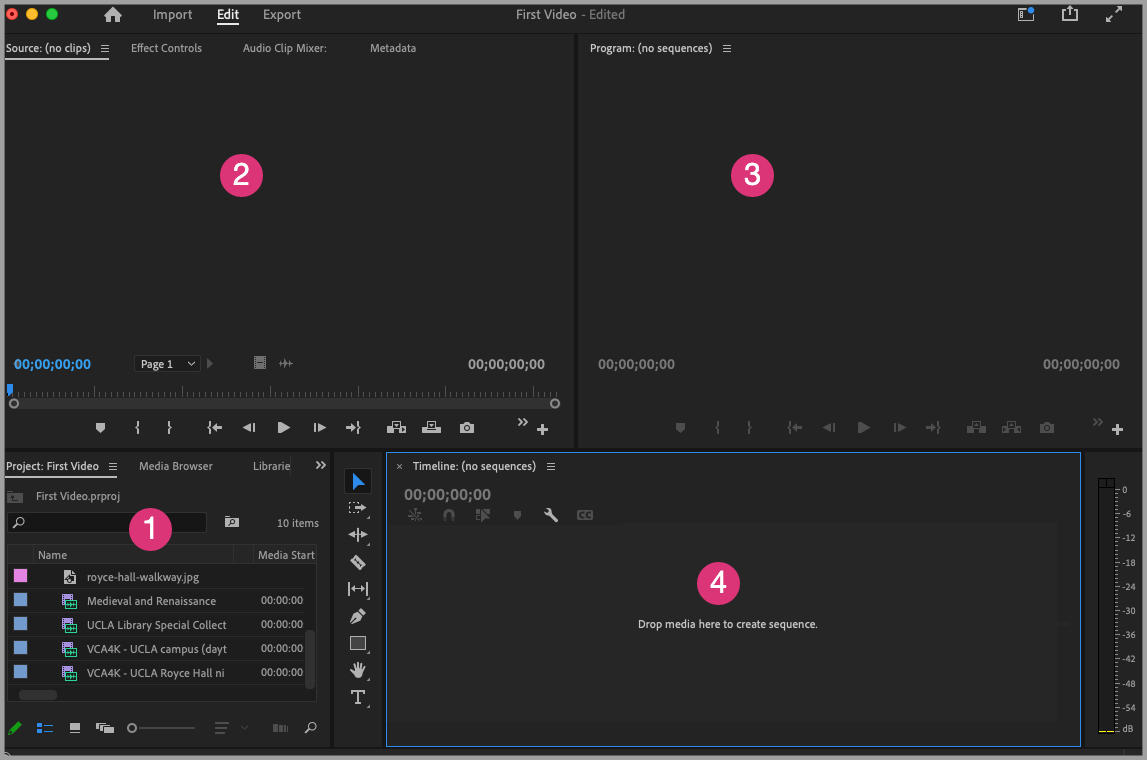 Import Edit Export First Video - Edited
Source: (no clips) Effect Controls Audio Clip Mixer: Metadata
Program: (no sequences)
2
3
00;00;00;00 Page 1 00;00;00;00
00;00;00;00 00;00;00;00
Project: First Video Media Browser Librarie
First Video.prproj
1
10 items
Name Media Start
royce-hall-walkway.jpg
Medieval and Renaissance 00:00:00
UCLA Library Special Collect 00:00:00
VCA4K - UCLA campus (dayt 00:00:00
VCA4K - UCLA Royce Hall ni 00:00:00
T
× Timeline: (no sequences)
00;00;00;00
CC
4
Drop media here to create sequence.
0
-6
-12
-18
-24
-30
-36
-42
-48
-54
dB